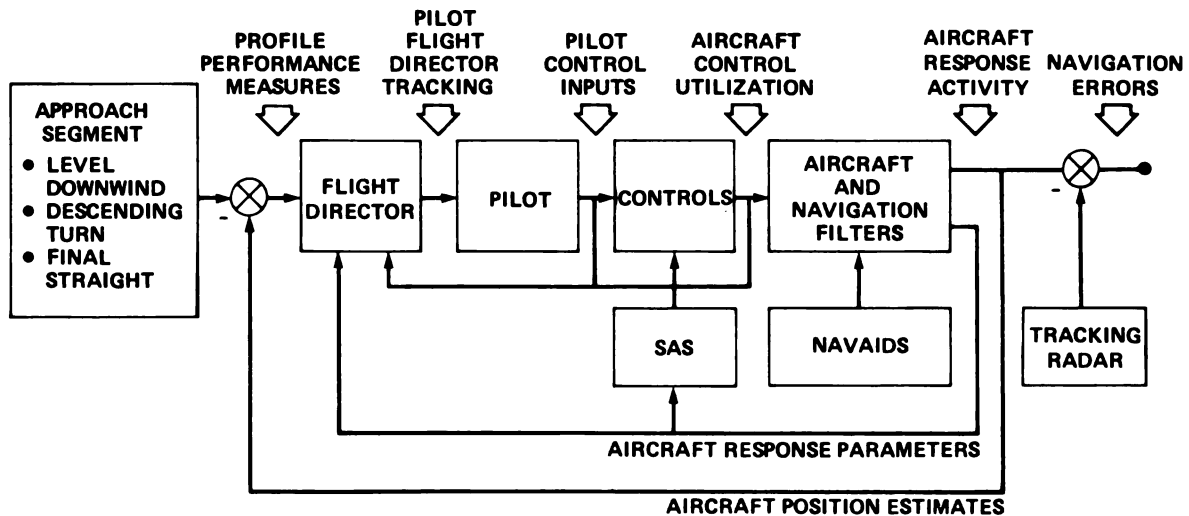 PROFILE
PERFORMANCE
MEASURES
PILOT
FLIGHT
DIRECTOR
TRACKING
PILOT
CONTROL
INPUTS
AIRCRAFT
CONTROL
UTILIZATION
AIRCRAFT
RESPONSE
ACTIVITY
NAVIGATION
ERRORS
APPROACH
SEGMENT
● LEVEL
DOWNWIND
● DESCENDING
TURN
● FINAL
STRAIGHT
-
FLIGHT
DIRECTOR
PILOT
CONTROLS
AIRCRAFT
AND
NAVIGATION
FILTERS
-
SAS
NAVAIDS
TRACKING
RADAR
AIRCRAFT RESPONSE PARAMETERS
AIRCRAFT POSITION ESTIMATES